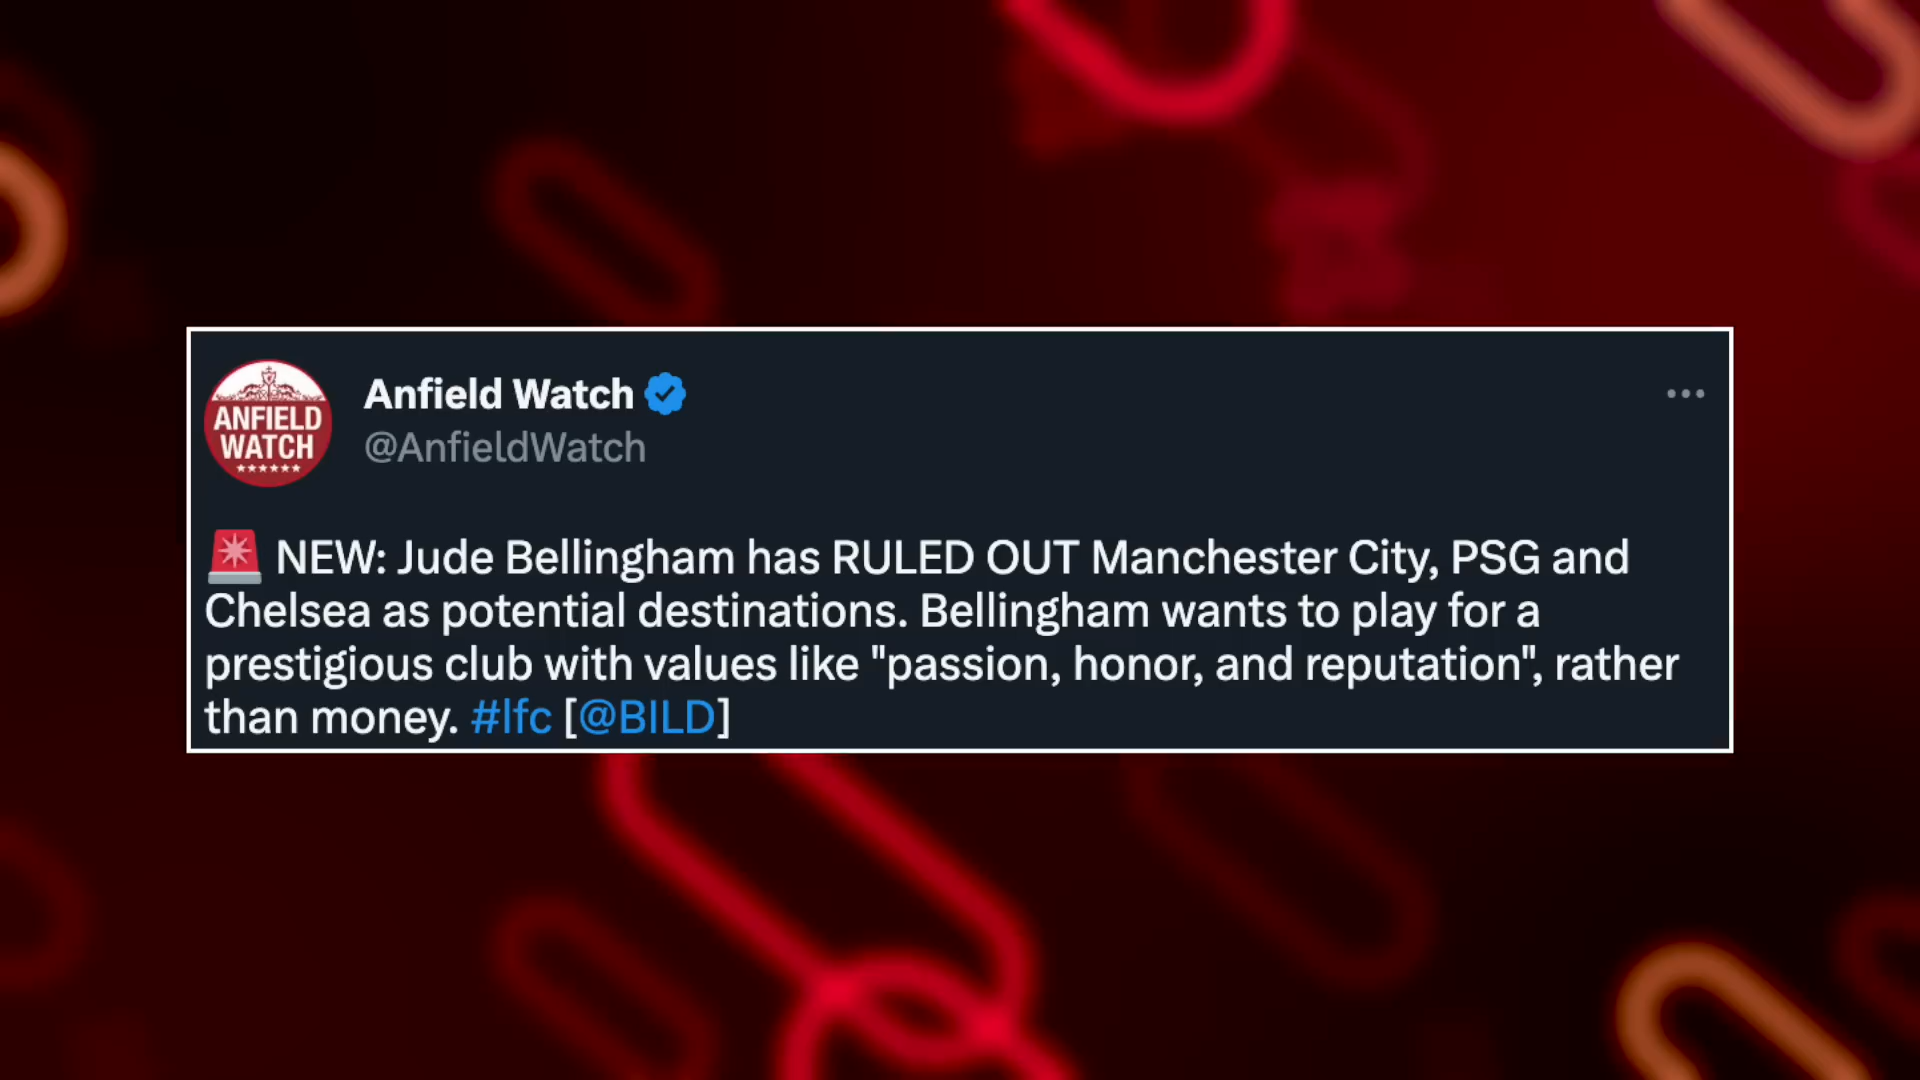 ANFIELD
WATCH
Anfield Watch
@AnfieldWatch
🚨 NEW: Jude Bellingham has RULED OUT Manchester City, PSG and
Chelsea as potential destinations. Bellingham wants to play for a
prestigious club with values like "passion, honor, and reputation", rather
than money. #lfc [@BILD]